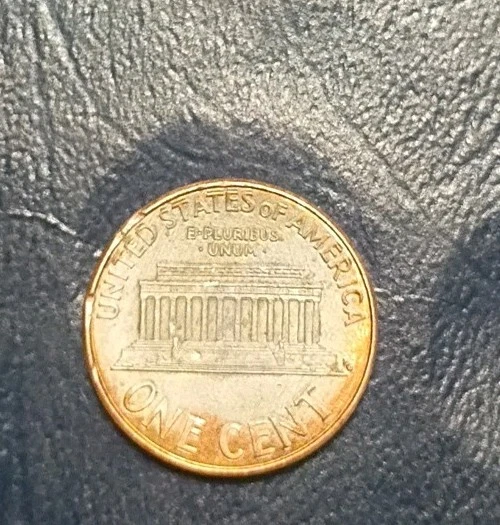 UNITED STATES OF AMERICA
E·PLURIBUS
·UNUM·
ONE CENT